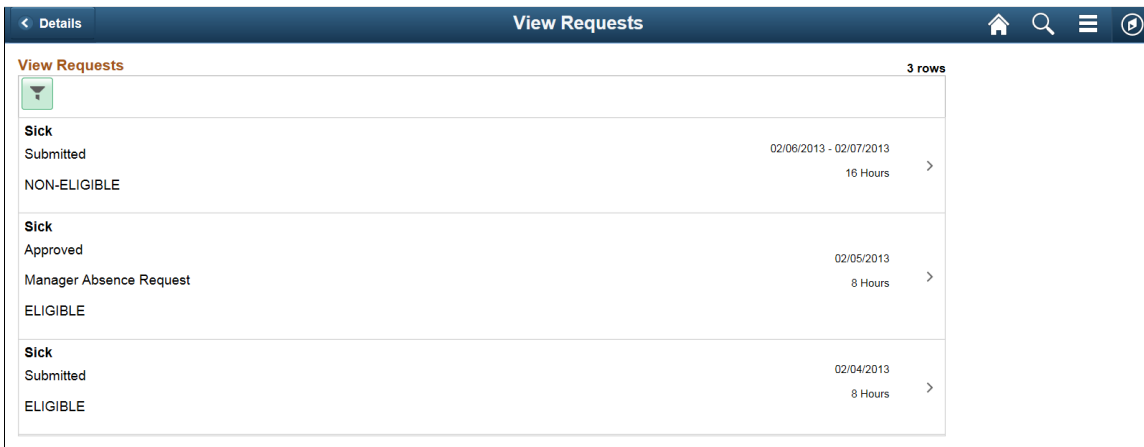 Details
View Requests
View Requests
3 rows
Sick
Submitted
02/06/2013 - 02/07/2013
16 Hours
NON-ELIGIBLE
Sick
Approved
02/05/2013
Manager Absence Request
8 Hours
ELIGIBLE
Sick
Submitted
02/04/2013
8 Hours
ELIGIBLE